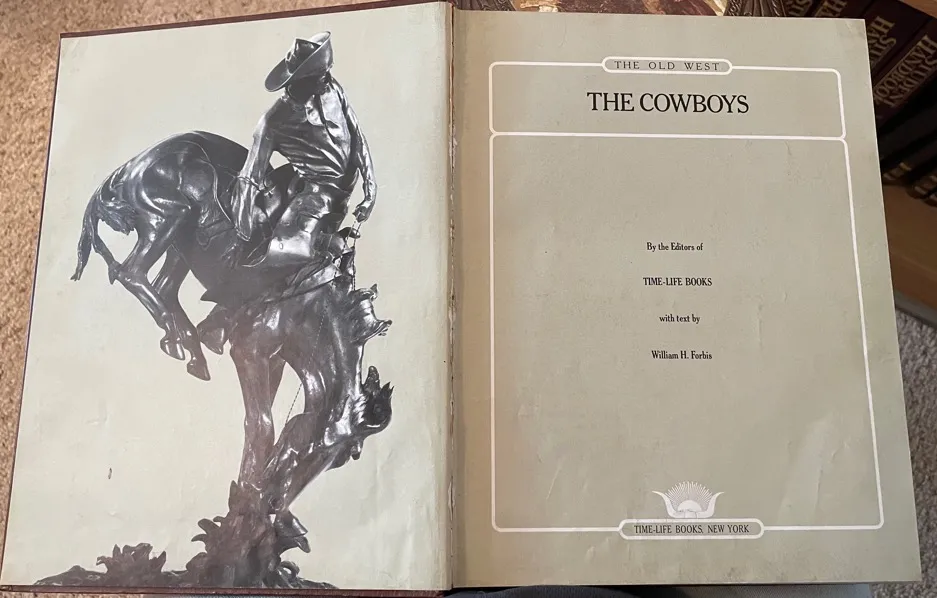 THE OLD WEST
THE COWBOYS
By the Editors of
TIME-LIFE BOOKS
with text by
William H. Forbis
TIME-LIFE BOOKS, NEW YORK